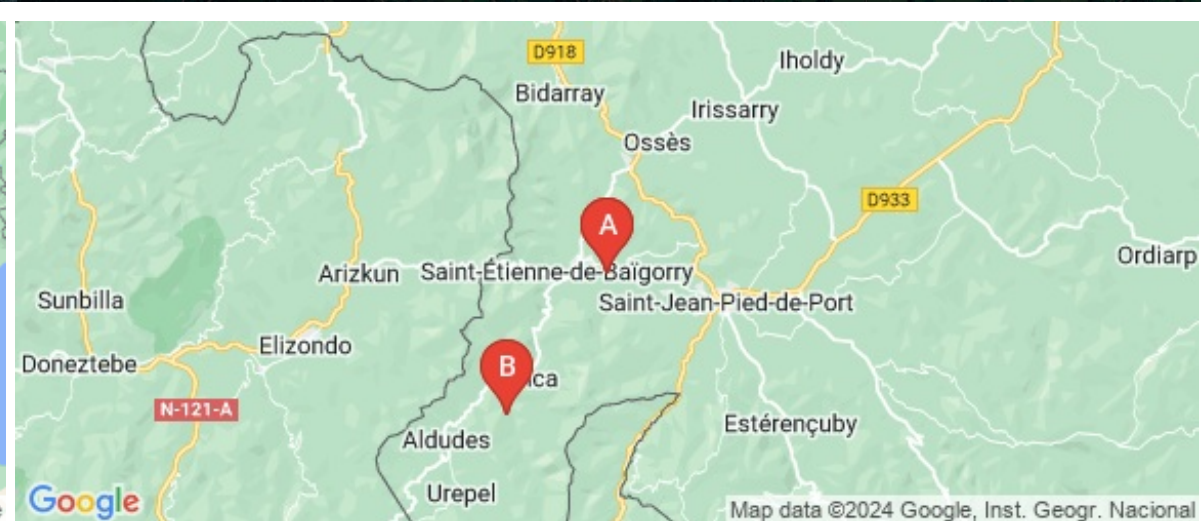 D918
Iholdy
Bidarray
Irissarry
Ossès
D933
A
Ordiarp
Arizkun
Saint-Étienne-de-Baïgorry
Sunbilla
Saint-Jean-Pied-de-Port
Elizondo
Doneztebe
B
ca
N-121-A
Estérençuby
Aldudes
Urepel
Google
Map data ©2024 Google, Inst. Geogr. Nacional